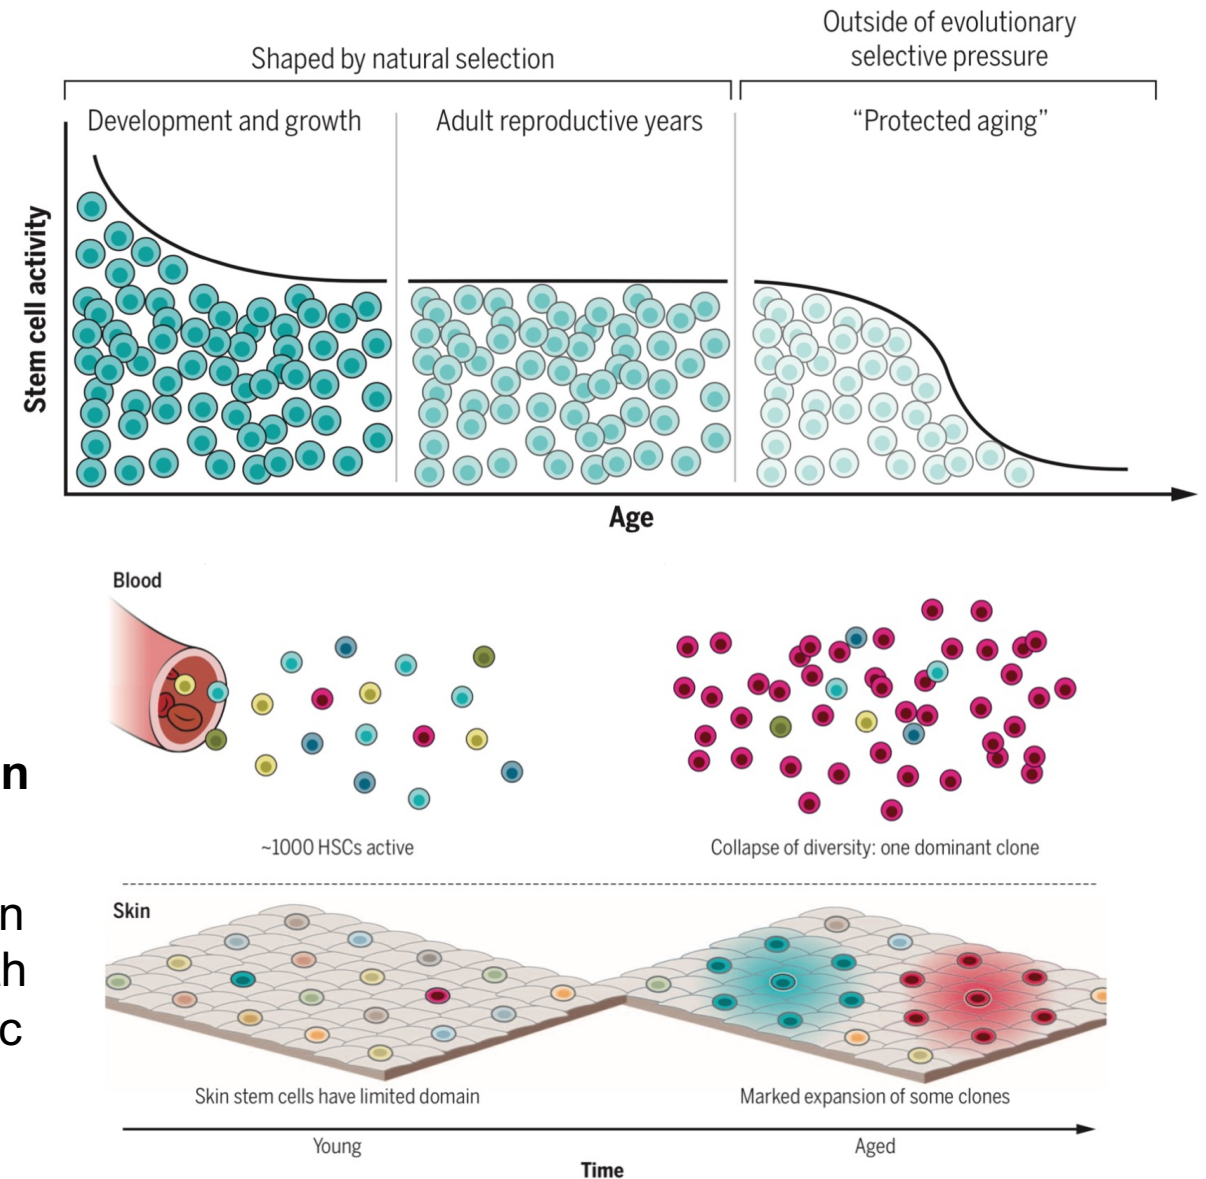 Outside of evolutionary
selective pressure
Shaped by natural selection
Development and growth
Adult reproductive years
“Protected aging”
Stem cell activity
Age
Blood
n
~1000 HSCs active
Collapse of diversity: one dominant clone
Skin
n
h
c
Skin stem cells have limited domain
Marked expansion of some clones
Young
Aged
Time